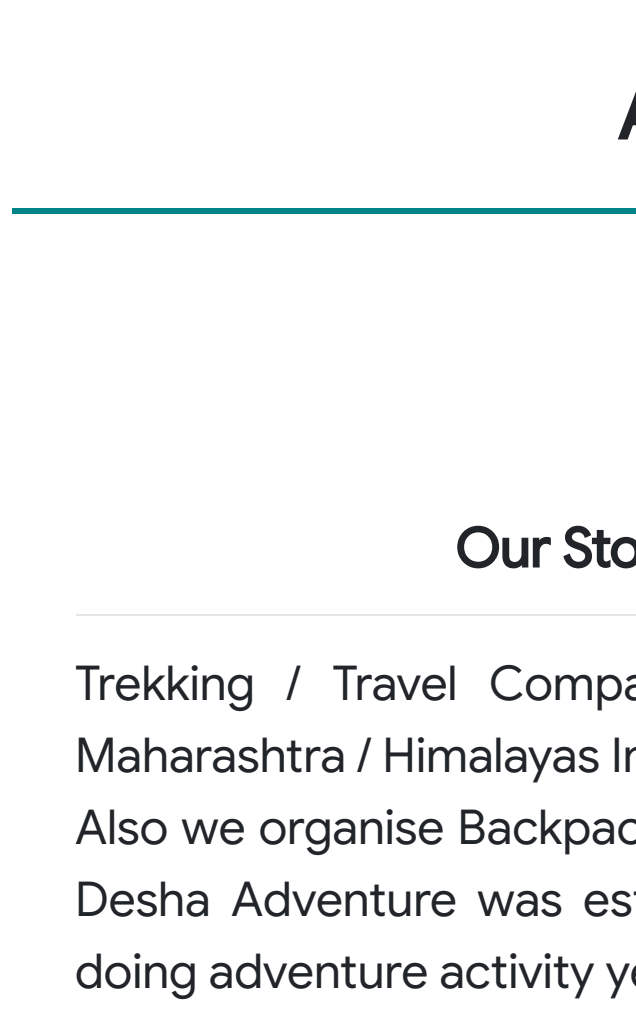 A
Our Sto
Trekking / Travel Compa
Maharashtra / Himalayas In
Also we organise Backpac
Desha Adventure was est
doing adventure activity ye